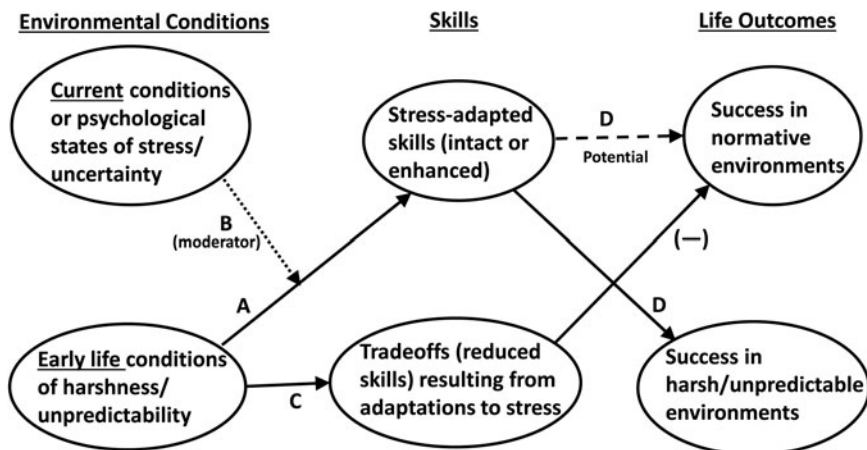 Environmental Conditions
Skills
Life Outcomes
Current conditions
or psychological
states of stress/
uncertainty
Stress-adapted
skills (intact or
enhanced)
D
Potential
Success in
normative
environments
B
(moderator)
(—)
A
D
Early life conditions
of harshness/
unpredictability
C
Tradeoffs (reduced
skills) resulting from
adaptations to stress
Success in
harsh/unpredictable
environments